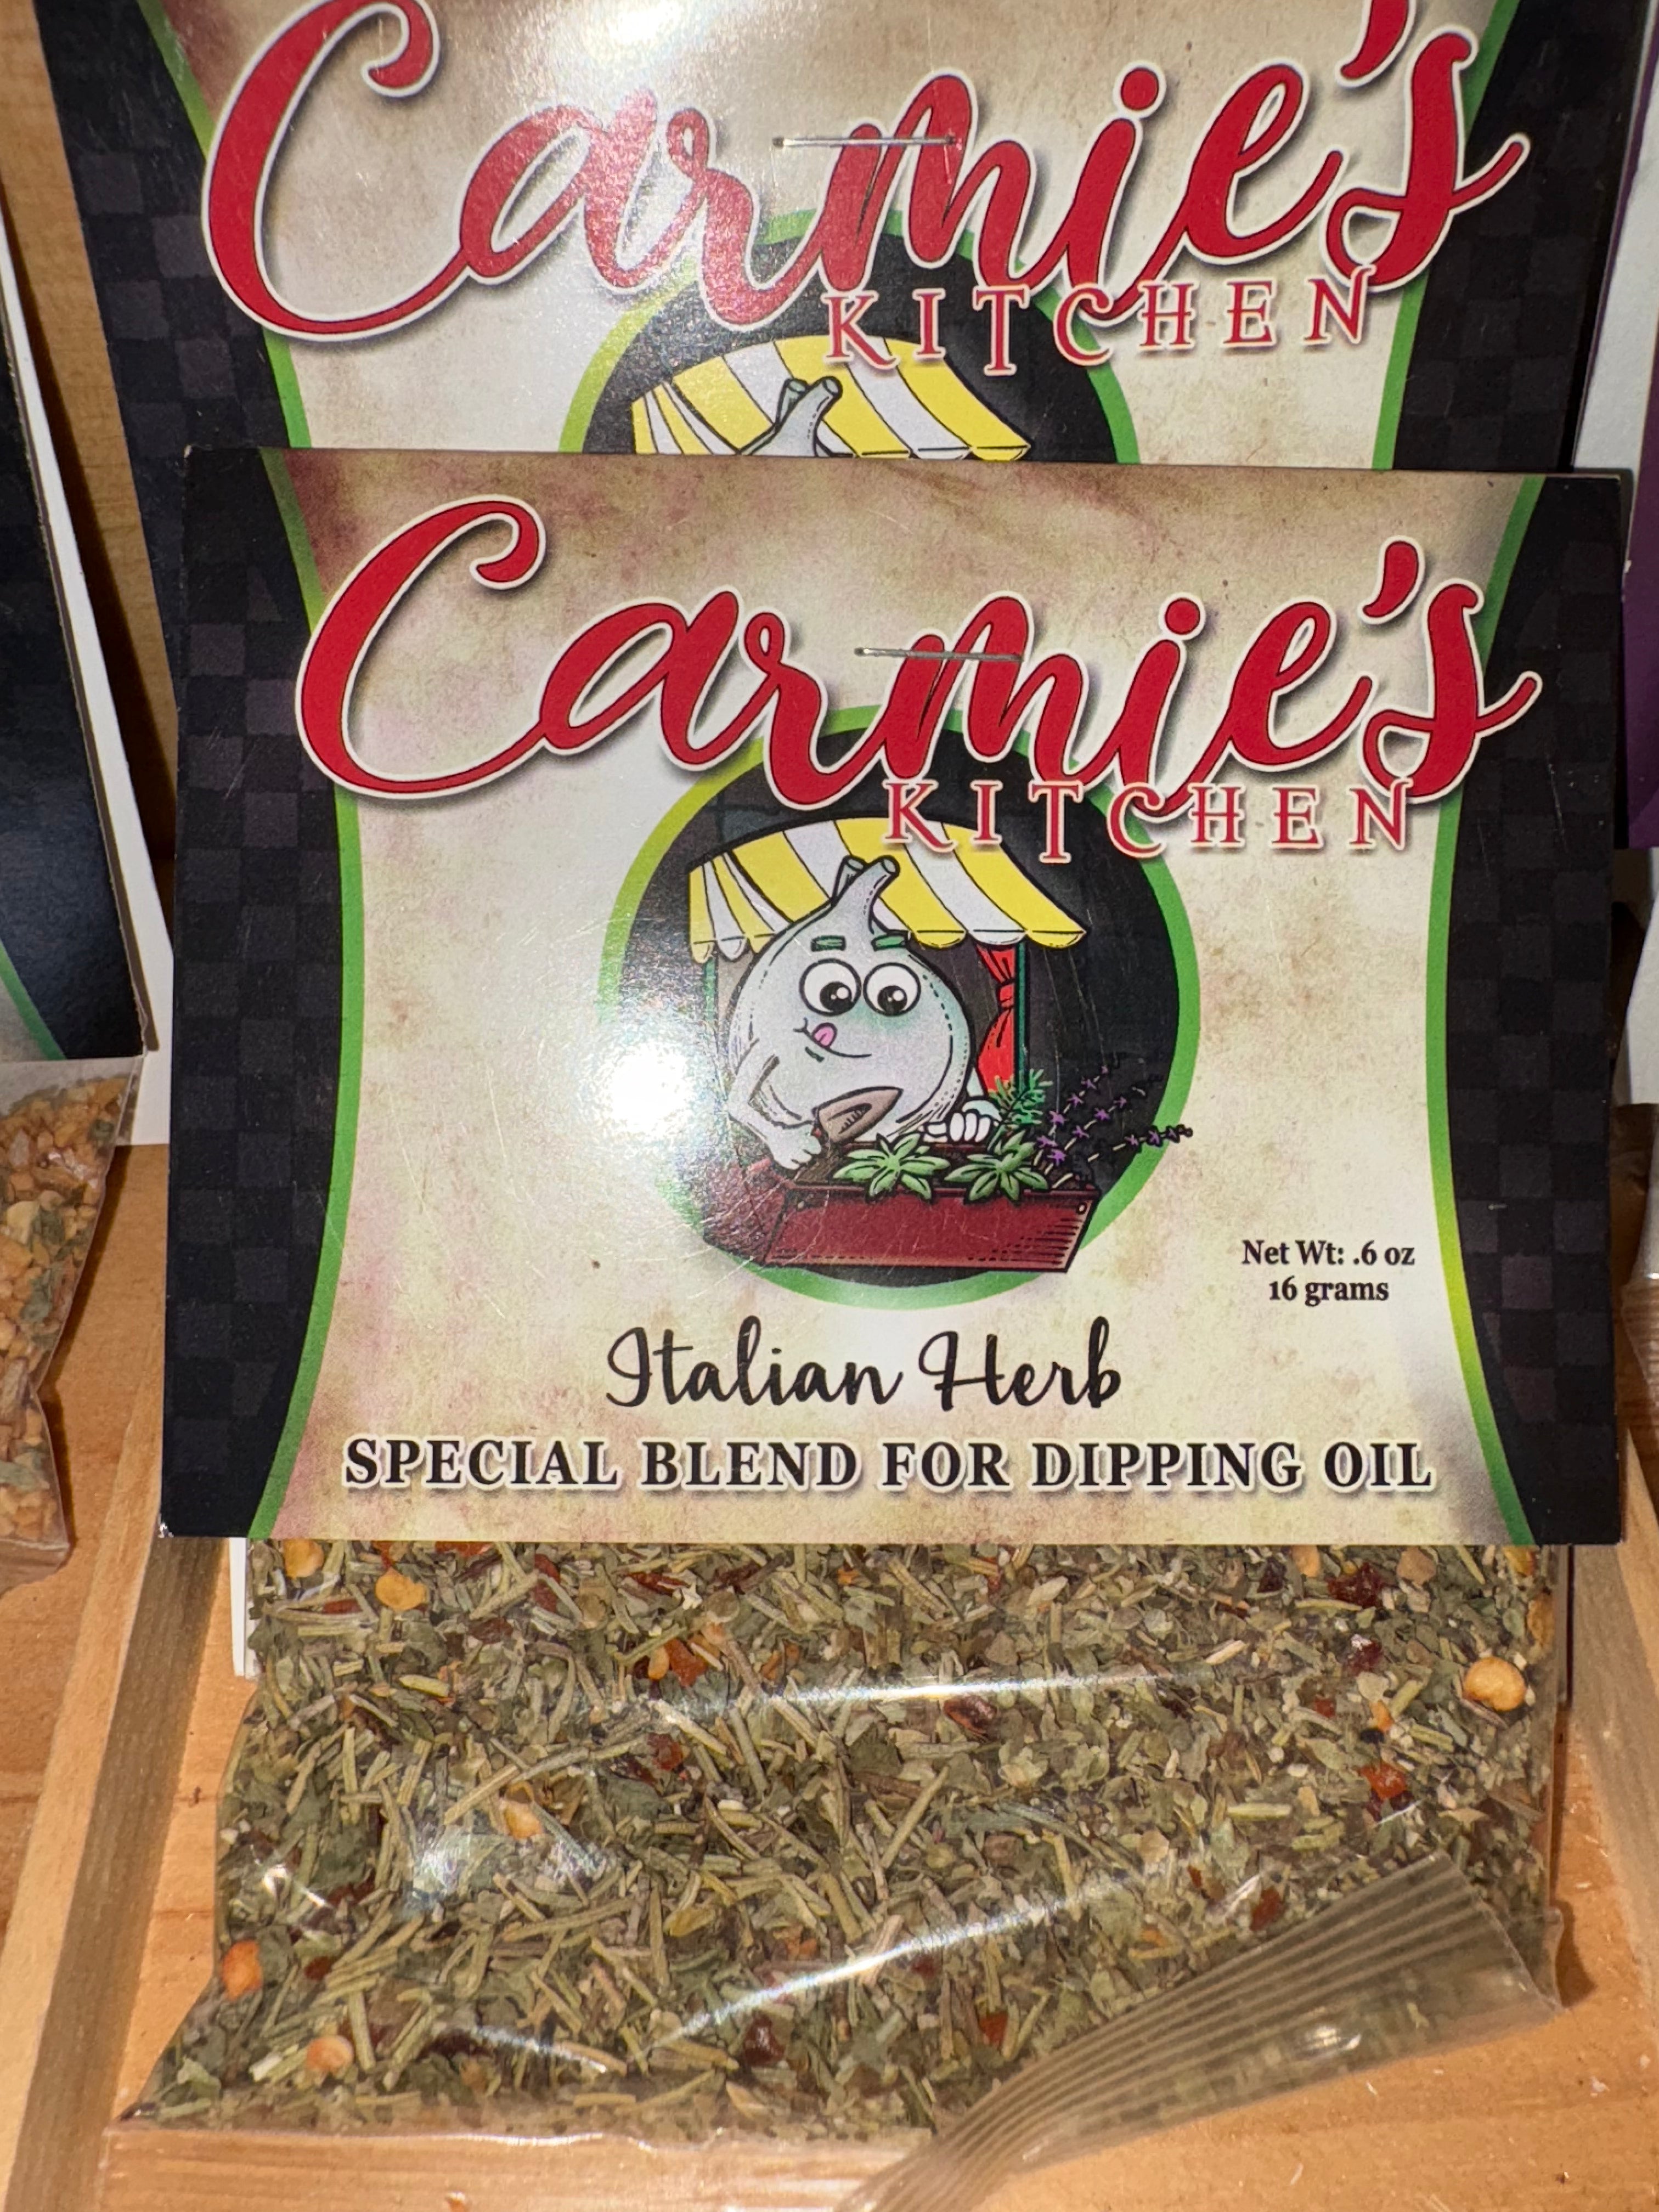 Carmie's
KITCHEN
Carmie's
KITCHEN
Net Wt: .6 oz
16 grams
Italian Herb
SPECIAL BLEND FOR DIPPING OIL